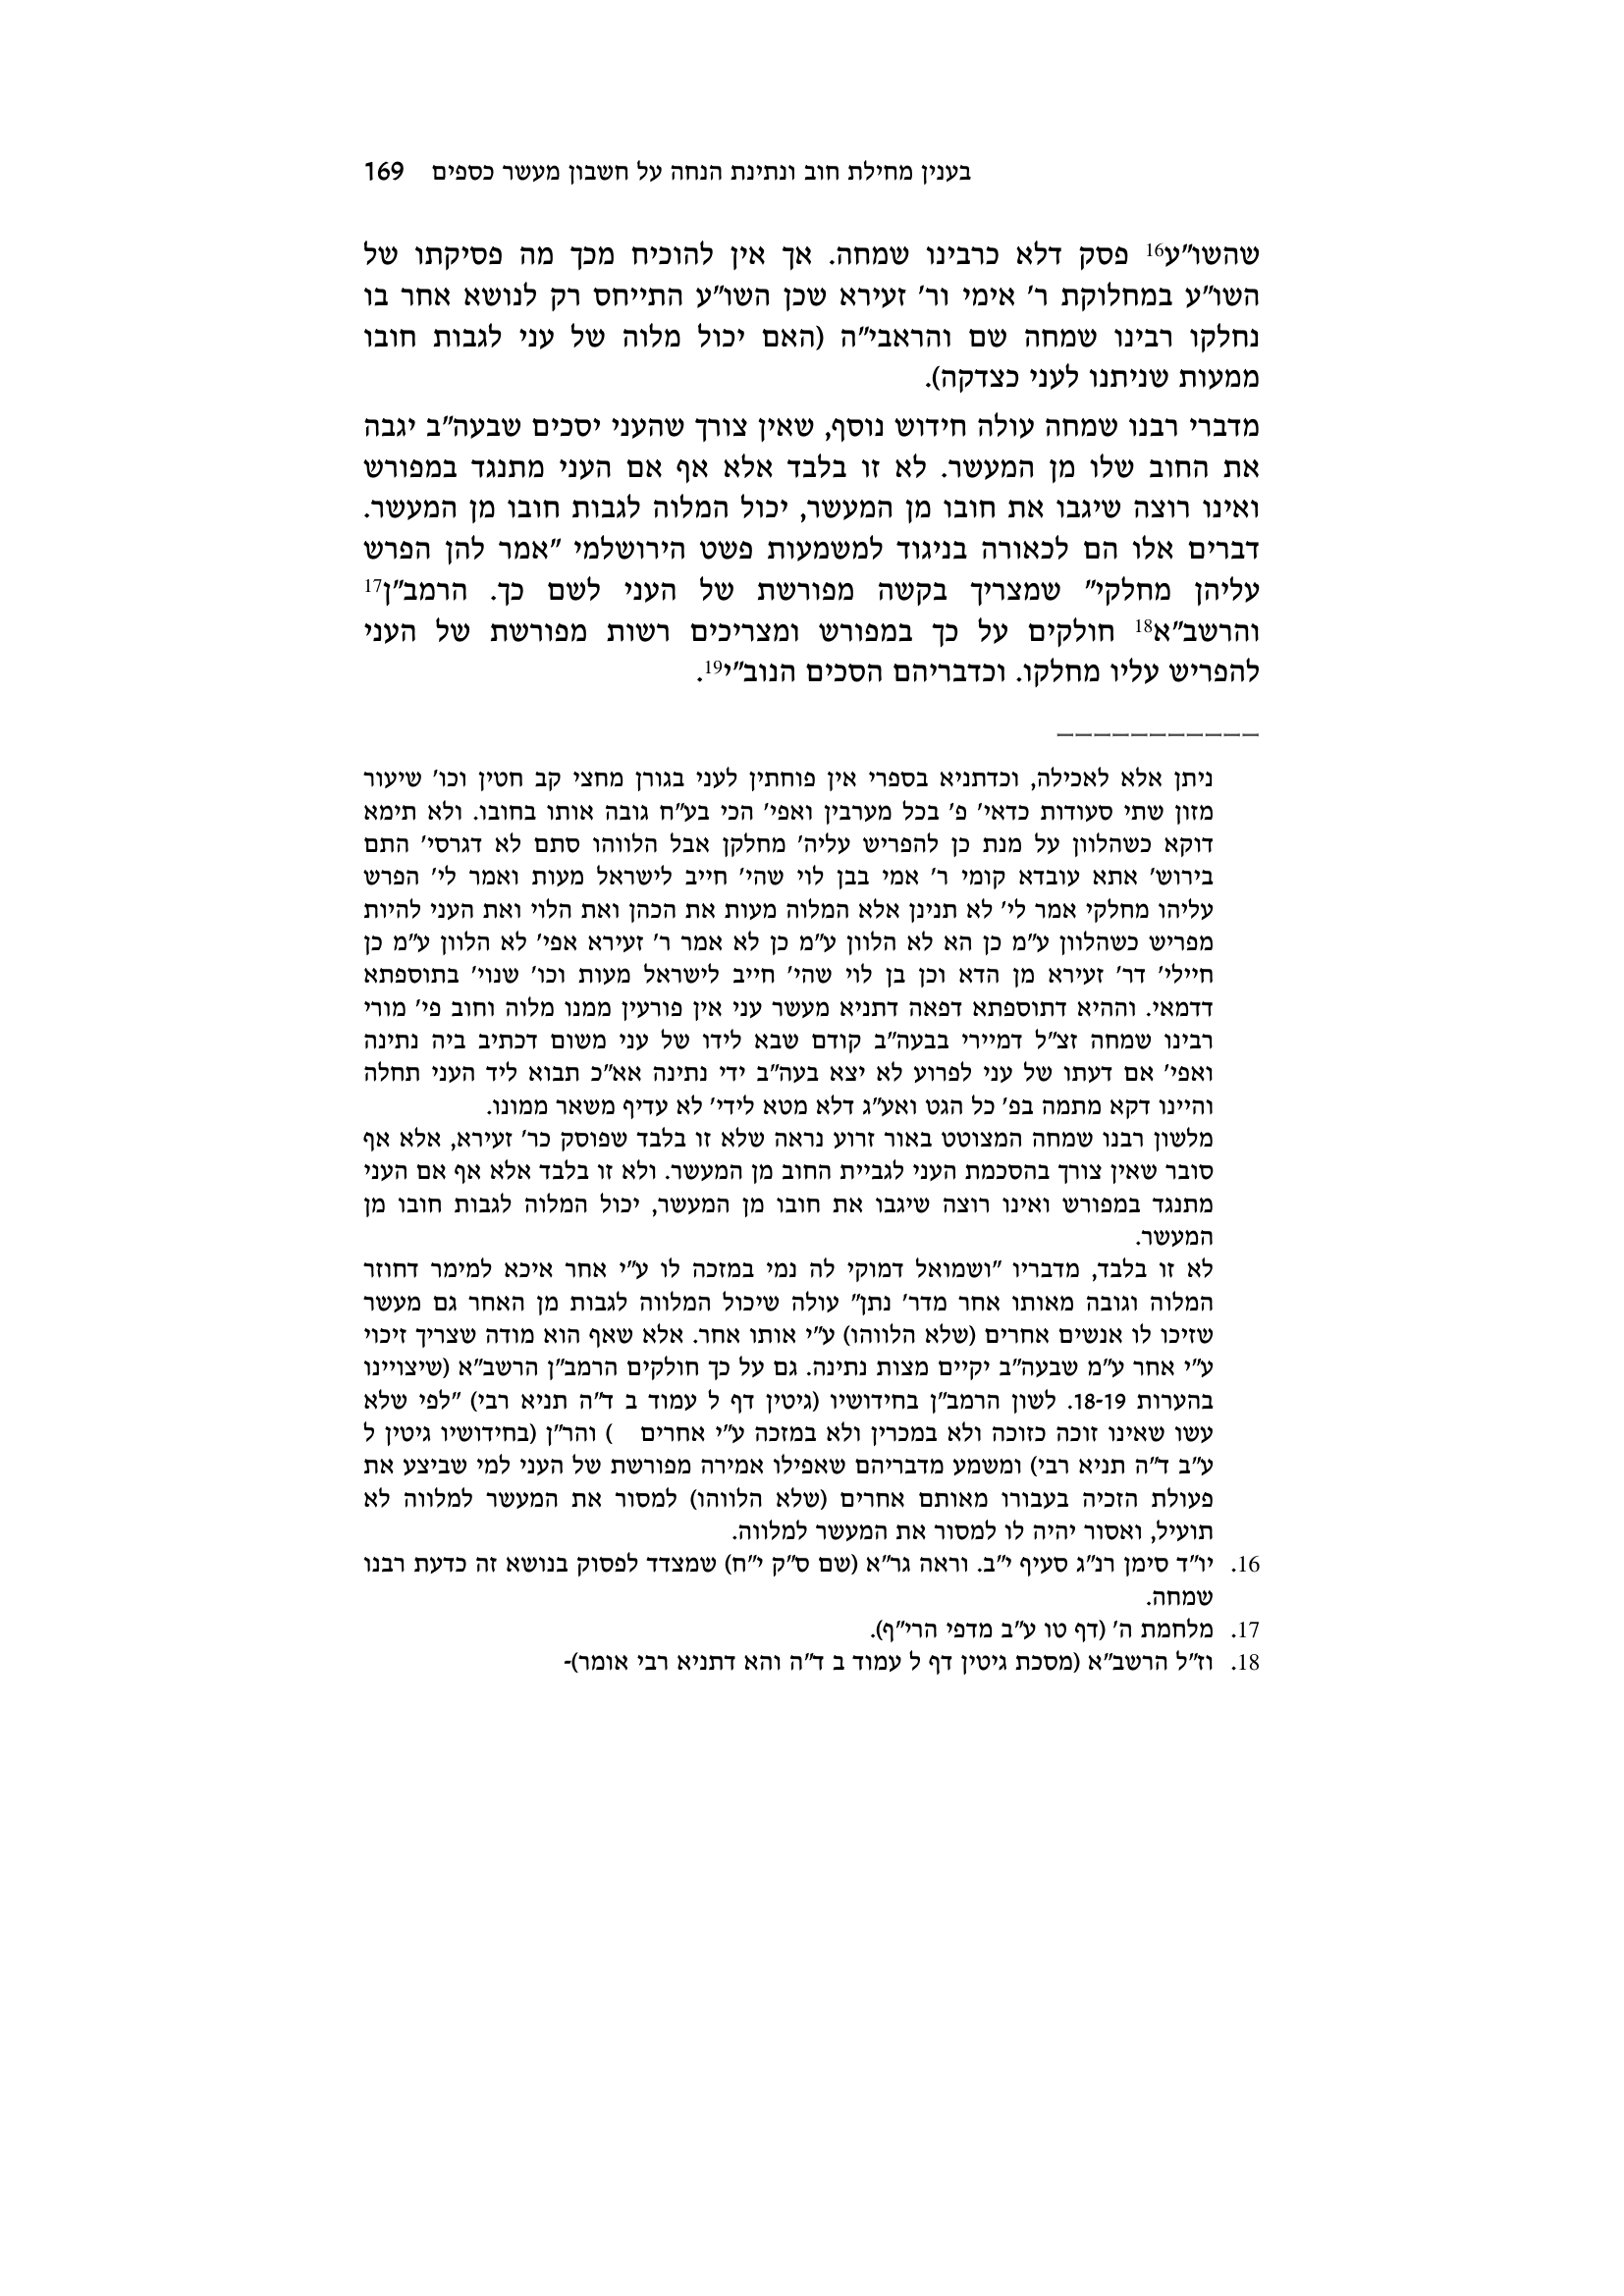 בענין מחילת חוב ונתינת הנחה על חשבון מעשר כספים 169
שהשו"ע16 פסק דלא כרבינו שמחה. אך אין להוכיח מכך מה פסיקתו של
השו"ע במחלוקת ר' אימי ור' זעירא שכן השו"ע התייחס רק לנושא אחר בו
נחלקו רבינו שמחה שם והראבי"ה (האם יכול מלוה של עני לגבות חובו
ממעות שניתנו לעני כצדקה).
מדברי רבנו שמחה עולה חידוש נוסף, שאין צורך שהעני יסכים שבעה"ב יגבה
את החוב שלו מן המעשר. לא זו בלבד אלא אף אם העני מתנגד במפורש
ואינו רוצה שיגבו את חובו מן המעשר, יכול המלוה לגבות חובו מן המעשר.
דברים אלו הם לכאורה בניגוד למשמעות פשט הירושלמי "אמר להן הפרש
עליהן מחלקי" שמצריך בקשה מפורשת של העני לשם כך. הרמב"ן17
והרשב"א18 חולקים על כך במפורש ומצריכים רשות מפורשת של העני
להפריש עליו מחלקו. וכדבריהם הסכים הנוב"י19.
___________
ניתן אלא לאכילה, וכדתניא בספרי אין פוחתין לעני בגורן מחצי קב חטין וכו' שיעור
מזון שתי סעודות כדאי' פ' בכל מערבין ואפי' הכי בע"ח גובה אותו בחובו. ולא תימא
דוקא כשהלוון על מנת כן להפריש עליה' מחלקן אבל הלווהו סתם לא דגרסי' התם
בירוש' אתא עובדא קומי ר' אמי בבן לוי שהי' חייב לישראל מעות ואמר לי' הפרש
עליהו מחלקי אמר לי' לא תנינן אלא המלוה מעות את הכהן ואת הלוי ואת העני להיות
מפריש כשהלוון ע"מ כן הא לא הלוון ע"מ כן לא אמר ר' זעירא אפי' לא הלוון ע"מ כן
חיילי' דר' זעירא מן הדא וכן בן לוי שהי' חייב לישראל מעות וכו' שנוי' בתוספתא
דדמאי. וההיא דתוספתא דפאה דתניא מעשר עני אין פורעין ממנו מלוה וחוב פי' מורי
רבינו שמחה זצ"ל דמיירי בבעה"ב קודם שבא לידו של עני משום דכתיב ביה נתינה
ואפי' אם דעתו של עני לפרוע לא יצא בעה"ב ידי נתינה אא"כ תבוא ליד העני תחלה
והיינו דקא מתמה בפ' כל הגט ואע"ג דלא מטא לידי' לא עדיף משאר ממונו.
מלשון רבנו שמחה המצוטט באור זרוע נראה שלא זו בלבד שפוסק כר' זעירא, אלא אף
סובר שאין צורך בהסכמת העני לגביית החוב מן המעשר. ולא זו בלבד אלא אף אם העני
מתנגד במפורש ואינו רוצה שיגבו את חובו מן המעשר, יכול המלוה לגבות חובו מן
המעשר.
לא זו בלבד, מדבריו "ושמואל דמוקי לה נמי במזכה לו ע"י אחר איכא למימר דחוזר
המלוה וגובה מאותו אחר מדר' נתן" עולה שיכול המלווה לגבות מן האחר גם מעשר
שזיכו לו אנשים אחרים (שלא הלווהו) ע"י אותו אחר. אלא שאף הוא מודה שצריך זיכוי
ע"י אחר ע"מ שבעה"ב יקיים מצות נתינה. גם על כך חולקים הרמב"ן הרשב"א (שיצויינו
בהערות 18-19. לשון הרמב"ן בחידושיו (גיטין דף ל עמוד ב ד"ה תניא רבי) "לפי שלא
עשו שאינו זוכה כזוכה ולא במכרין ולא במזכה ע"י אחרים ) והר"ן (בחידושיו גיטין ל
ע"ב ד"ה תניא רבי) ומשמע מדבריהם שאפילו אמירה מפורשת של העני למי שביצע את
פעולת הזכיה בעבורו מאותם אחרים (שלא הלווהו) למסור את המעשר למלווה לא
תועיל, ואסור יהיה לו למסור את המעשר למלווה.
16. יו"ד סימן רנ"ג סעיף י"ב. וראה גר"א (שם ס"ק י"ח) שמצדד לפסוק בנושא זה כדעת רבנו
שמחה.
17. מלחמת ה' (דף טו ע"ב מדפי הרי"ף).
18. וז"ל הרשב"א (מסכת גיטין דף ל עמוד ב ד"ה והא דתניא רבי אומר)-